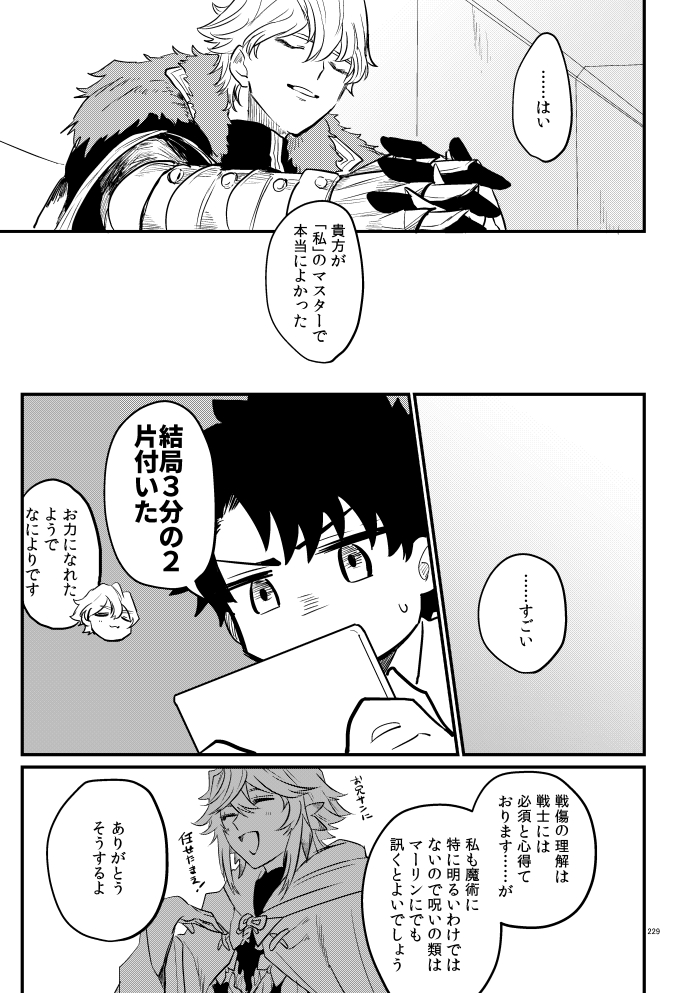 ……はい
貴方が
「私」のマスターで
本当によかった
……すごい
結局３分の２
片付いた
お力になれた
ようで
なによりです
戦傷の理解は
戦士には
必須と心得て
おります……が
私も魔術に
特に明るいわけでは
ないので呪いの類は
マーリンにでも
訊くとよいでしょう
お兄サンに
任せたまえ！
ありがとう
そうするよ
229